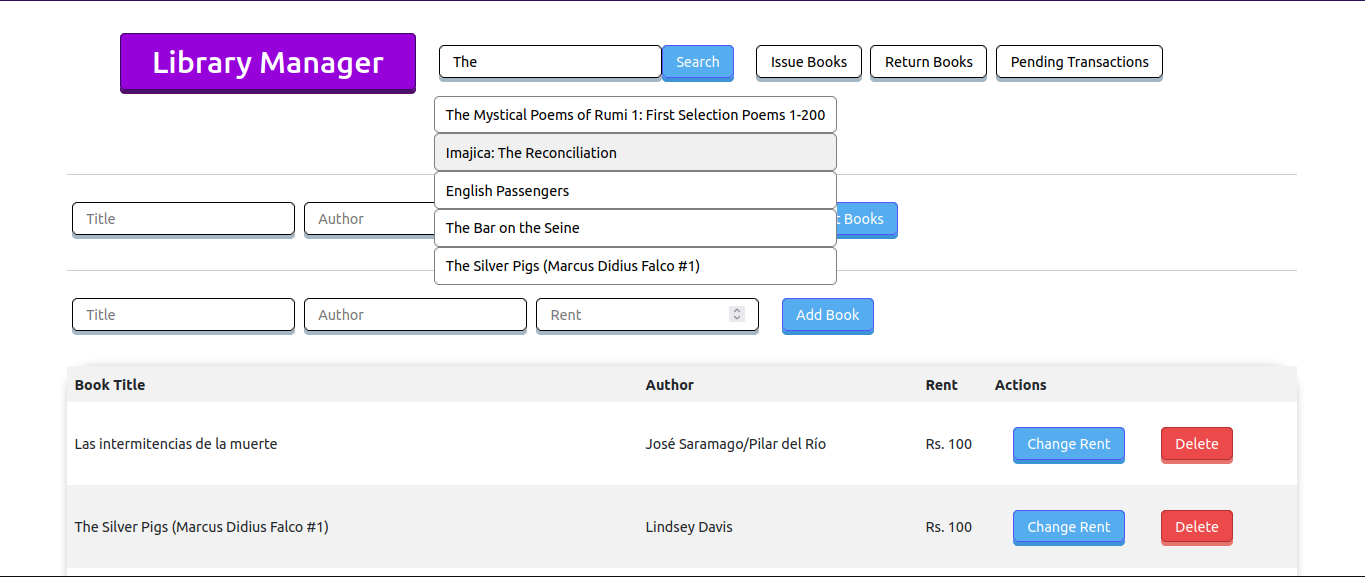 Library Manager
The
Search
Issue Books
Return Books
Pending Transactions
The Mystical Poems of Rumi 1: First Selection Poems 1-200
Imajica: The Reconciliation
English Passengers
The Bar on the Seine
The Silver Pigs (Marcus Didius Falco #1)
Title
Author
Books
Title
Author
Rent
Add Book
Book Title Author Rent Actions
Las intermitencias de la muerte José Saramago/Pilar del Río Rs. 100 Change Rent Delete
The Silver Pigs (Marcus Didius Falco #1) Lindsey Davis Rs. 100 Change Rent Delete